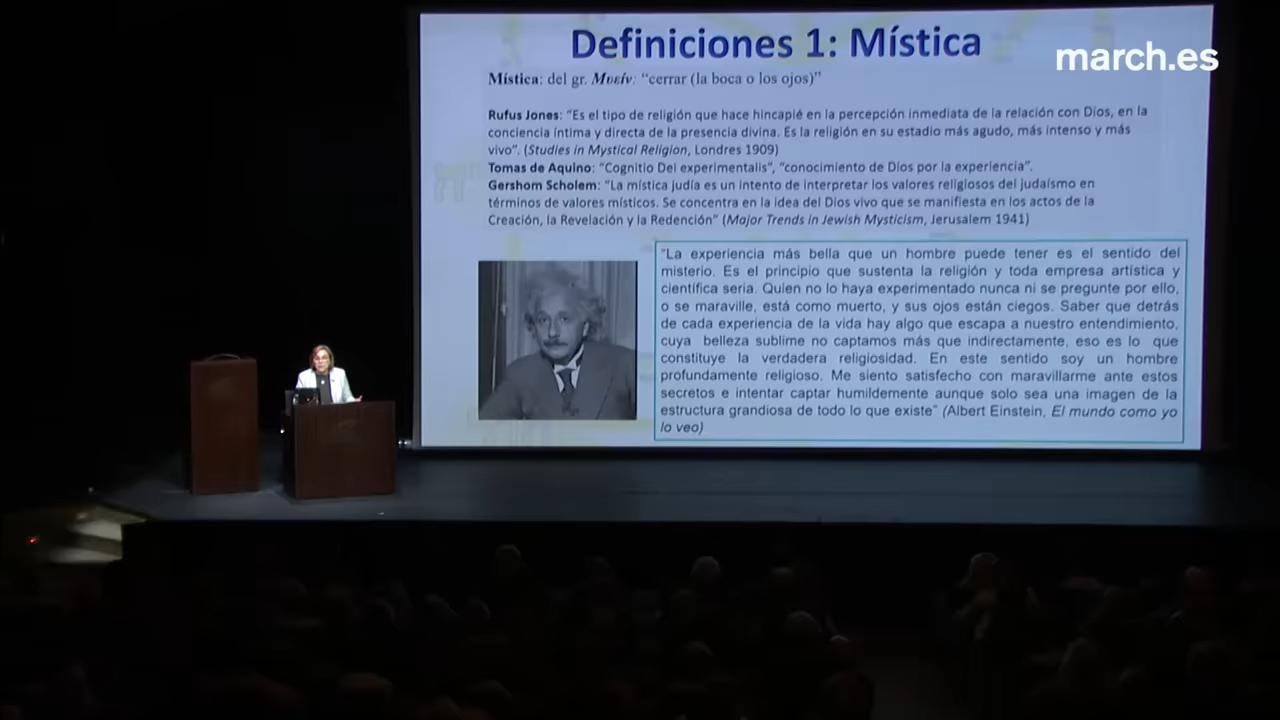 Definiciones 1: Mística
march.es
Mística: del gr. Μυεív: “cerrar (la boca o los ojos)”
Rufus Jones: “Es el tipo de religión que hace hincapié en la percepción inmediata de la relación con Dios, en la
conciencia íntima y directa de la presencia divina. Es la religión en su estadio más agudo, más intenso y más
vivo”. (Studies in Mystical Religion, Londres 1909)
Tomas de Aquino: “Cognitio Dei experimentalis”, “conocimiento de Dios por la experiencia”.
Gershom Scholem: “La mística judía es un intento de interpretar los valores religiosos del judaísmo en
términos de valores místicos. Se concentra en la idea del Dios vivo que se manifiesta en los actos de la
Creación, la Revelación y la Redención” (Major Trends in Jewish Mysticism, Jerusalem 1941)
“La experiencia más bella que un hombre puede tener es el sentido del
misterio. Es el principio que sustenta la religión y toda empresa artística y
científica seria. Quien no lo haya experimentado nunca ni se pregunte por ello,
o se maraville, está como muerto, y sus ojos están ciegos. Saber que detrás
de cada experiencia de la vida hay algo que escapa a nuestro entendimiento,
cuya belleza sublime no captamos más que indirectamente, eso es lo que
constituye la verdadera religiosidad. En este sentido soy un hombre
profundamente religioso. Me siento satisfecho con maravillarme ante estos
secretos e intentar captar humildemente aunque solo sea una imagen de la
estructura grandiosa de todo lo que existe” (Albert Einstein, El mundo como yo
lo veo)